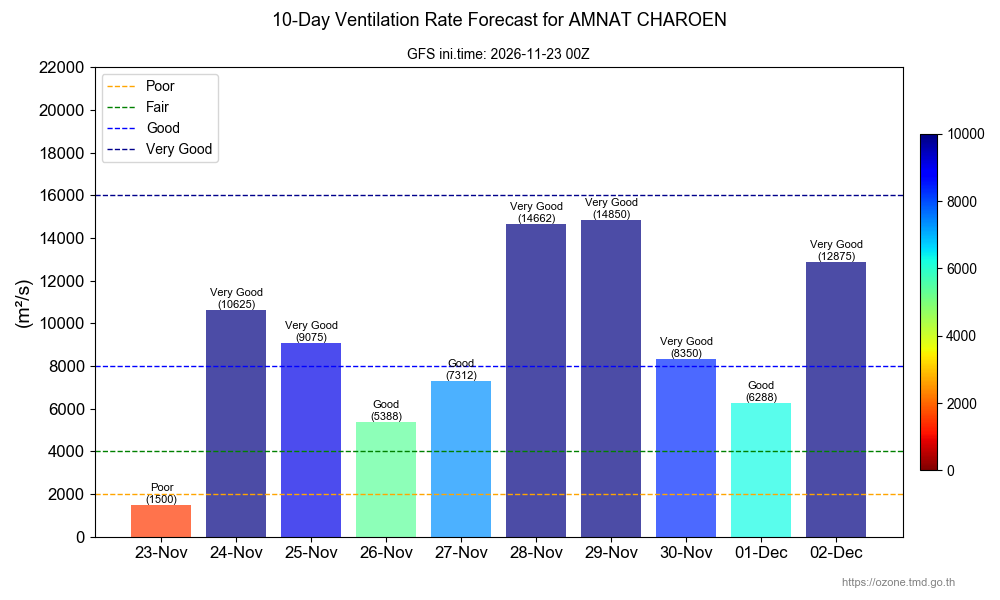 10-Day Ventilation Rate Forecast for AMNAT CHAROEN
GFS ini.time: 2026-11-23 00Z
Poor
Fair
Good
Very Good
(m²/s)
22000
20000
18000
16000
14000
12000
10000
8000
6000
4000
2000
0
Poor
(1500)
Very Good
(10625)
Very Good
(9075)
Good
(5388)
Good
(7312)
Very Good
(14662)
Very Good
(14850)
Very Good
(8350)
Good
(6288)
Very Good
(12875)
23-Nov
24-Nov
25-Nov
26-Nov
27-Nov
28-Nov
29-Nov
30-Nov
01-Dec
02-Dec
10000
8000
6000
4000
2000
0
https://ozone.tmd.go.th